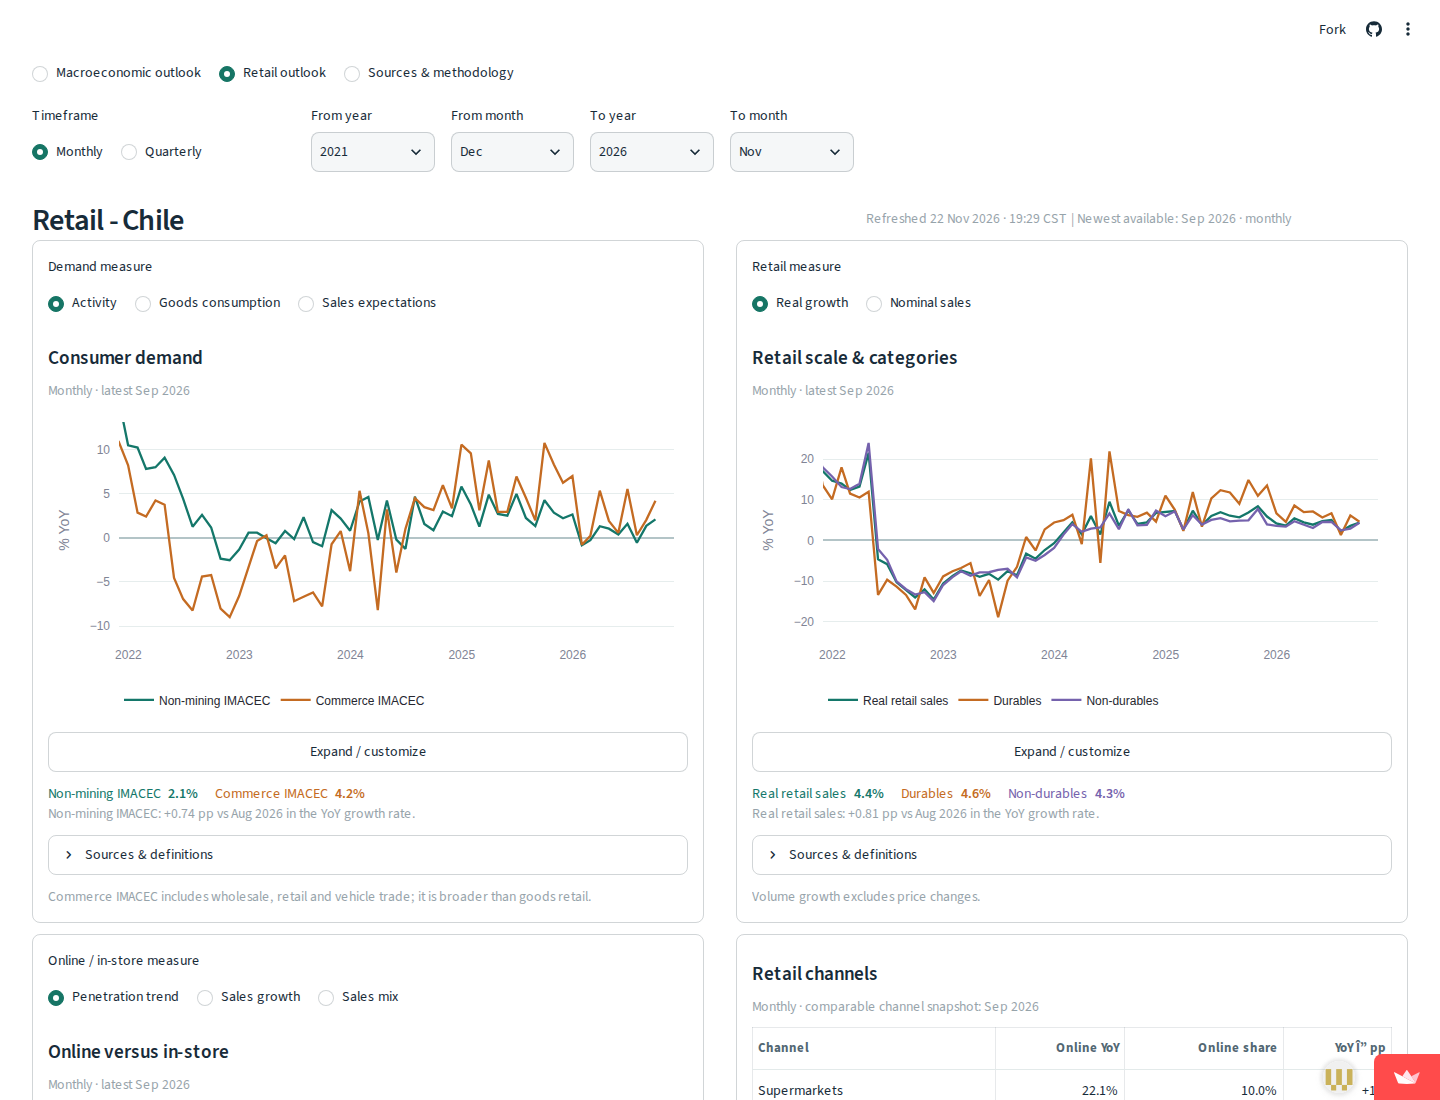 Fork
Macroeconomic outlook Retail outlook Sources & methodology
Timeframe From year From month To year To month
Monthly Quarterly 2021 Dec 2026 Nov
Retail - Chile
Refreshed 22 Nov 2026 · 19:29 CST | Newest available: Sep 2026 · monthly
Demand measure
Activity Goods consumption Sales expectations
Consumer demand
Monthly · latest Sep 2026
% YoY
10
5
0
−5
−10
2022 2023 2024 2025 2026
Non-mining IMACEC Commerce IMACEC
Expand / customize
Non-mining IMACEC 2.1% Commerce IMACEC 4.2%
Non-mining IMACEC: +0.74 pp vs Aug 2026 in the YoY growth rate.
Sources & definitions
Commerce IMACEC includes wholesale, retail and vehicle trade; it is broader than goods retail.
Retail measure
Real growth Nominal sales
Retail scale & categories
Monthly · latest Sep 2026
% YoY
20
10
0
−10
−20
2022 2023 2024 2025 2026
Real retail sales Durables Non-durables
Expand / customize
Real retail sales 4.4% Durables 4.6% Non-durables 4.3%
Real retail sales: +0.81 pp vs Aug 2026 in the YoY growth rate.
Sources & definitions
Volume growth excludes price changes.
Online / in-store measure
Penetration trend Sales growth Sales mix
Online versus in-store
Monthly · latest Sep 2026
Retail channels
Monthly · comparable channel snapshot: Sep 2026
Channel Online YoY Online share YoY Î” pp
Supermarkets 22.1% 10.0%